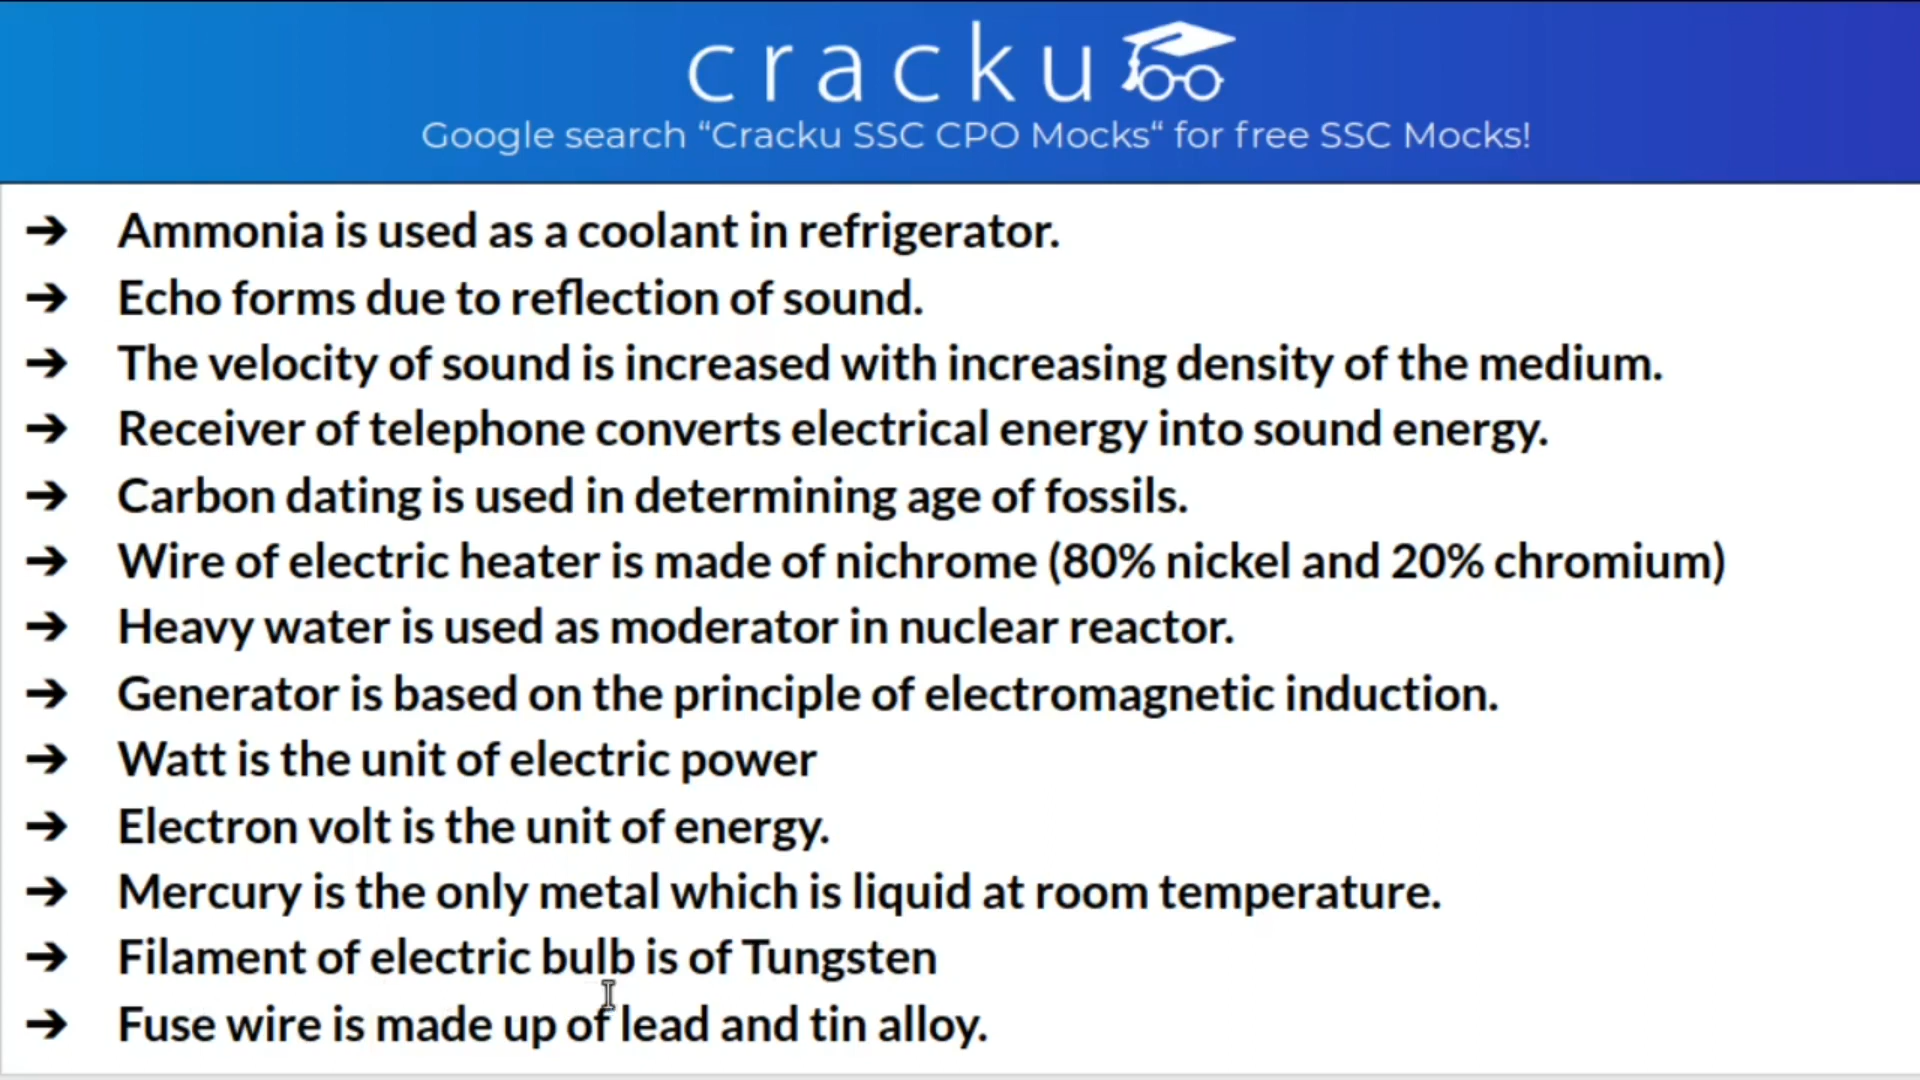 cracku
Google search “Cracku SSC CPO Mocks“ for free SSC Mocks!
➔ Ammonia is used as a coolant in refrigerator.
➔ Echo forms due to reflection of sound.
➔ The velocity of sound is increased with increasing density of the medium.
➔ Receiver of telephone converts electrical energy into sound energy.
➔ Carbon dating is used in determining age of fossils.
➔ Wire of electric heater is made of nichrome (80% nickel and 20% chromium)
➔ Heavy water is used as moderator in nuclear reactor.
➔ Generator is based on the principle of electromagnetic induction.
➔ Watt is the unit of electric power
➔ Electron volt is the unit of energy.
➔ Mercury is the only metal which is liquid at room temperature.
➔ Filament of electric bulb is of Tungsten
➔ Fuse wire is made up of lead and tin alloy.